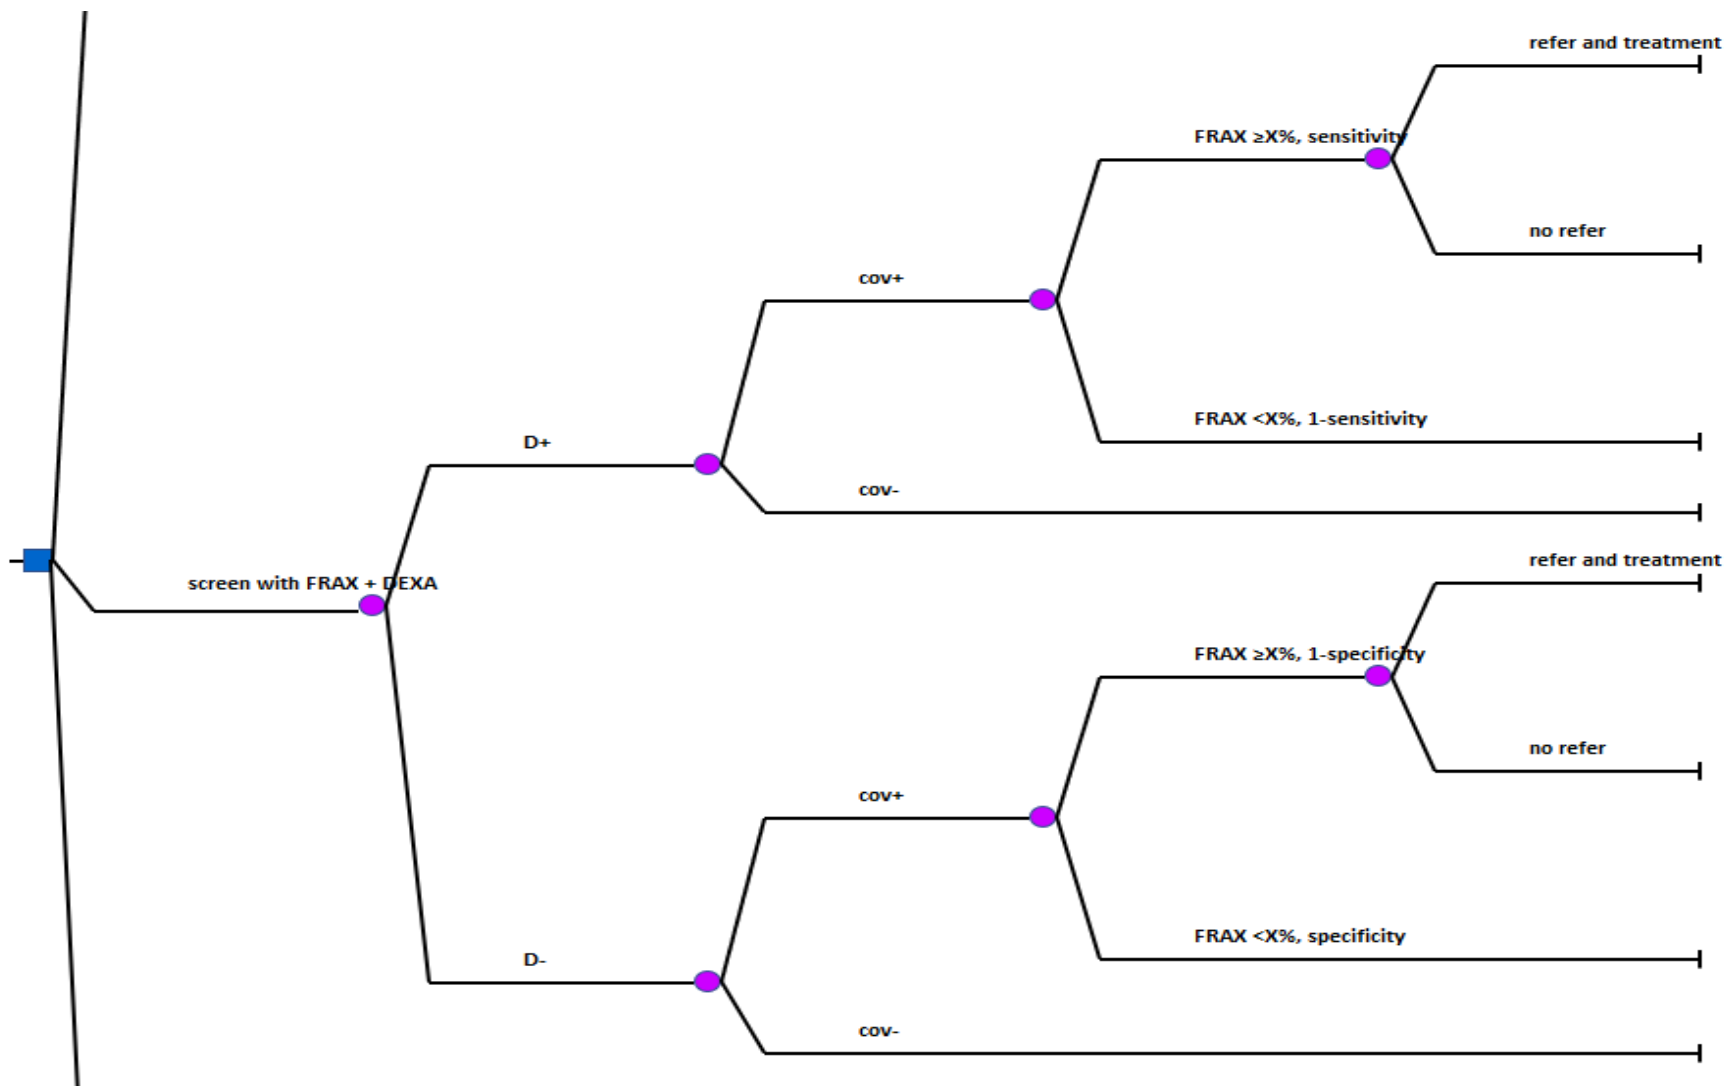 refer and treatment
FRAX ≥X%, sensitivity
no refer
cov+
FRAX <X%, 1-sensitivity
D+
cov-
refer and treatment
screen with FRAX + DEXA
FRAX ≥X%, 1-specificity
no refer
cov+
FRAX <X%, specificity
D-
cov-